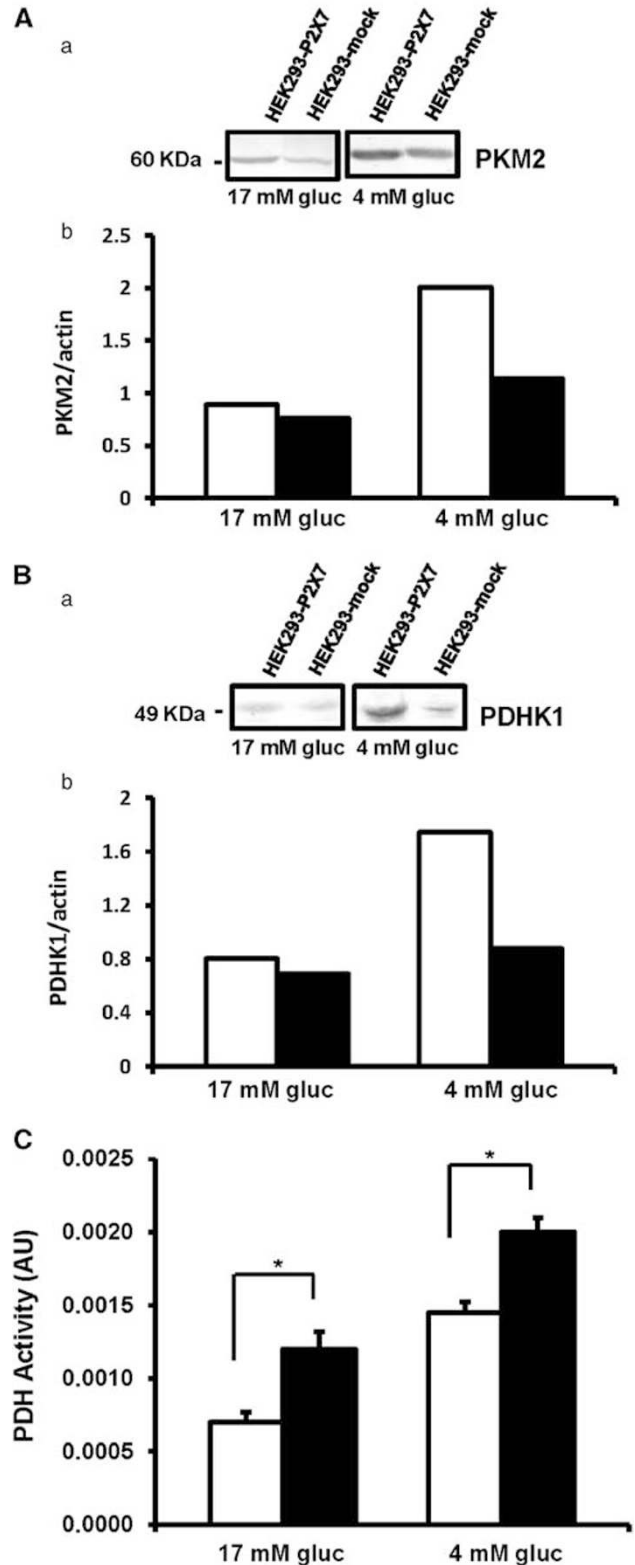 A
a
HEK293-P2X7 HEK293-mock HEK293-P2X7 HEK293-mock
60 KDa - PKM2
17 mM gluc 4 mM gluc
b
PKM2/actin
2.5
2
1.5
1
0.5
0
17 mM gluc 4 mM gluc
B
a
HEK293-P2X7 HEK293-mock HEK293-P2X7 HEK293-mock
49 KDa - PDHK1
17 mM gluc 4 mM gluc
b
PDHK1/actin
2
1.6
1.2
0.8
0.4
0
17 mM gluc 4 mM gluc
C
PDH Activity (AU)
0.0025
0.0020
0.0015
0.0010
0.0005
0.0000
* *
17 mM gluc 4 mM gluc